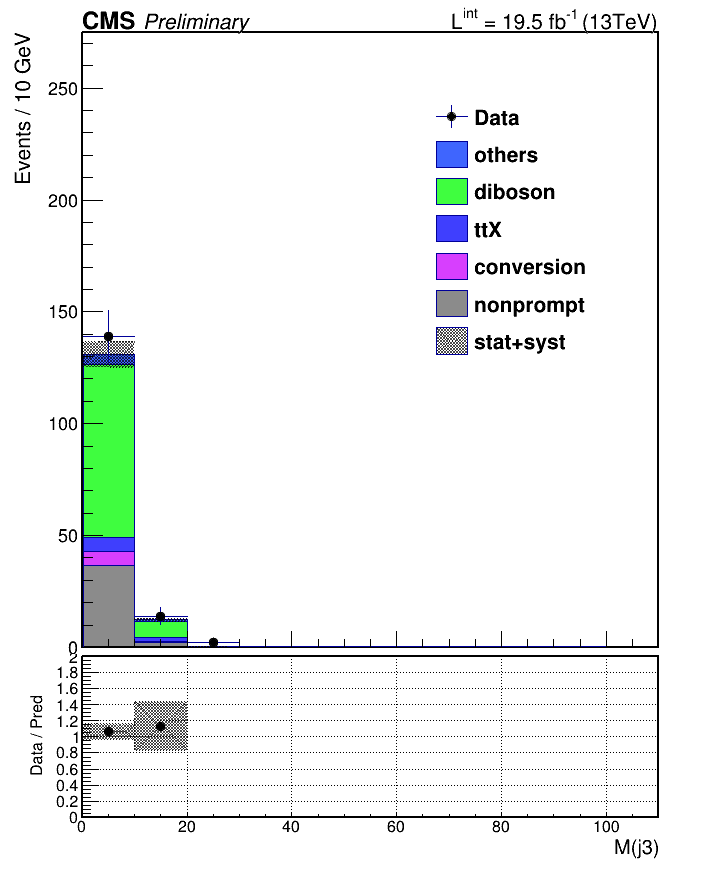 CMS Preliminary
L^int = 19.5 fb^-1 (13TeV)
Events / 10 GeV
250
200
150
100
50
0
Data
others
diboson
ttX
conversion
nonprompt
stat+syst
Data / Pred
2
1.8
1.6
1.4
1.2
1
0.8
0.6
0.4
0.2
0
0 20 40 60 80 100
M(j3)